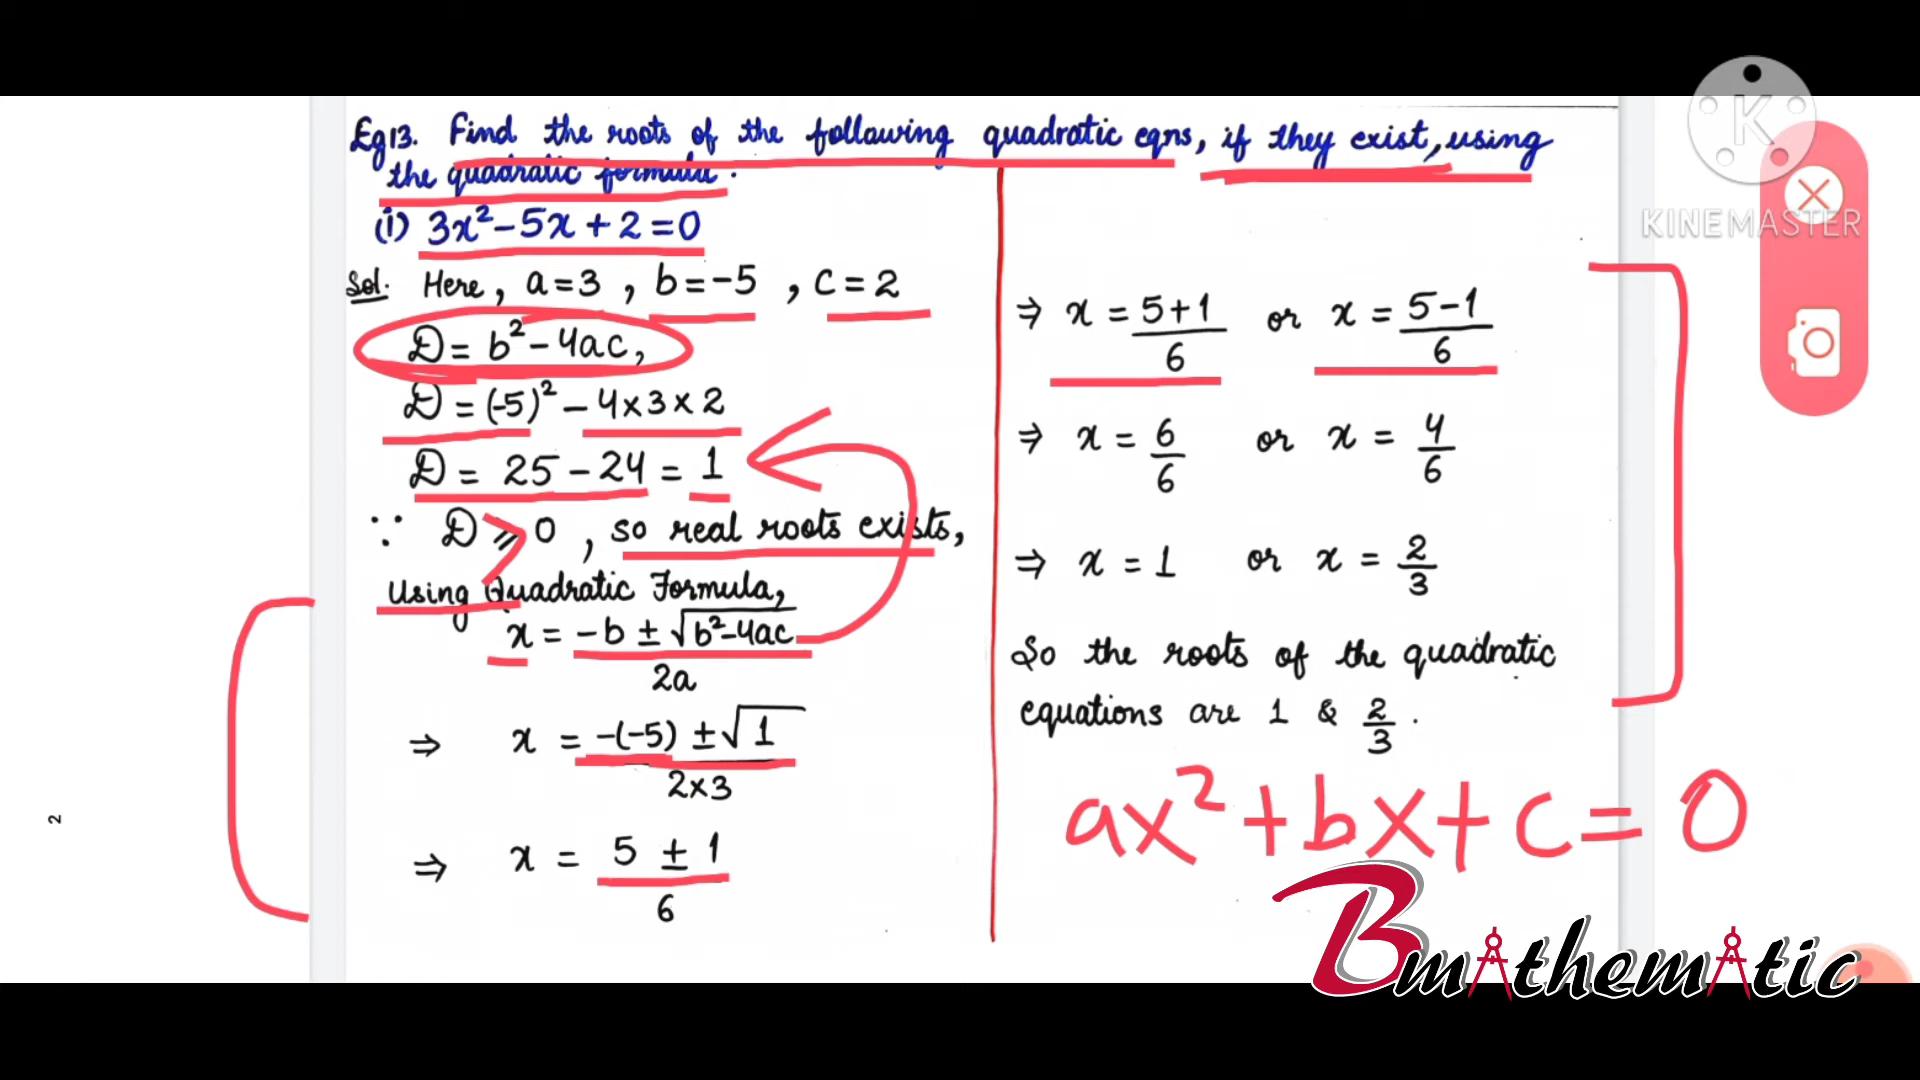 Eg13. Find the roots of the following quadratic eqns, if they exist, using
the quadratic formula.
(i) 3x² - 5x + 2 = 0
Sol. Here, a = 3, b = -5, c = 2
D = b² - 4ac,
D = (-5)² - 4×3×2
D = 25 - 24 = 1
∵ D ≥ 0, so real roots exists,
Using Quadratic Formula,
x = -b ± √b²-4ac / 2a
⇒ x = -(-5) ± √1 / 2×3
⇒ x = 5 ± 1 / 6
⇒ x = 5+1 / 6 or x = 5-1 / 6
⇒ x = 6/6 or x = 4/6
⇒ x = 1 or x = 2/3
So the roots of the quadratic
equations are 1 & 2/3.
ax² + bx + c = 0
Bmathematic
K
KINEMASTER
2